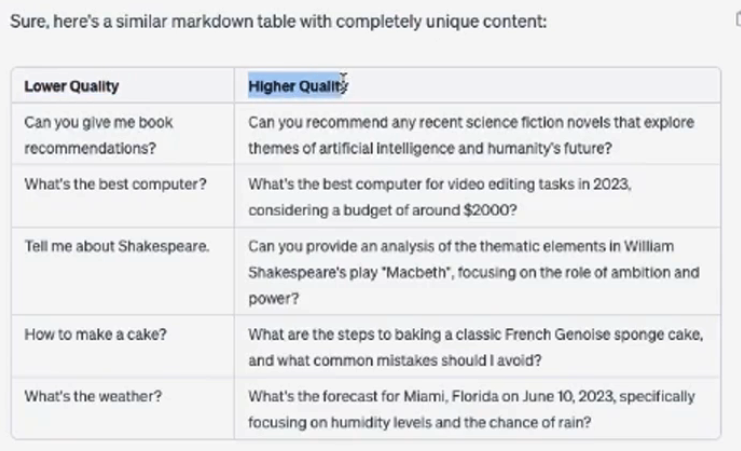 Sure, here's a similar markdown table with completely unique content:
Lower Quality
Higher Quality
Can you give me book
recommendations?
Can you recommend any recent science fiction novels that explore
themes of artificial intelligence and humanity's future?
What's the best computer?
What's the best computer for video editing tasks in 2023,
considering a budget of around $2000?
Tell me about Shakespeare.
Can you provide an analysis of the thematic elements in William
Shakespeare's play "Macbeth", focusing on the role of ambition and
power?
How to make a cake?
What are the steps to baking a classic French Genoise sponge cake,
and what common mistakes should I avoid?
What's the weather?
What's the forecast for Miami, Florida on June 10, 2023, specifically
focusing on humidity levels and the chance of rain?